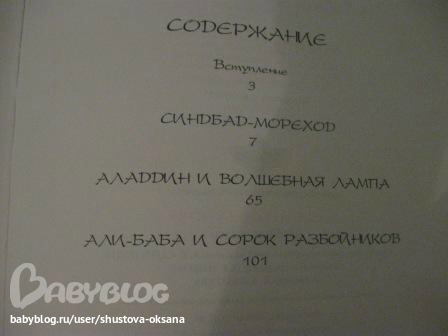 СОДЕРЖАНИЕ
Вступление
3
СИНДБАД-МОРЕХОД
7
АЛАДДИН И ВОЛШЕБНАЯ ЛАМПА
65
АЛИ-БАБА И СОРОК РАЗБОЙНИКОВ
101
BABYBLOG
babyblog.ru/user/shustova-oksana